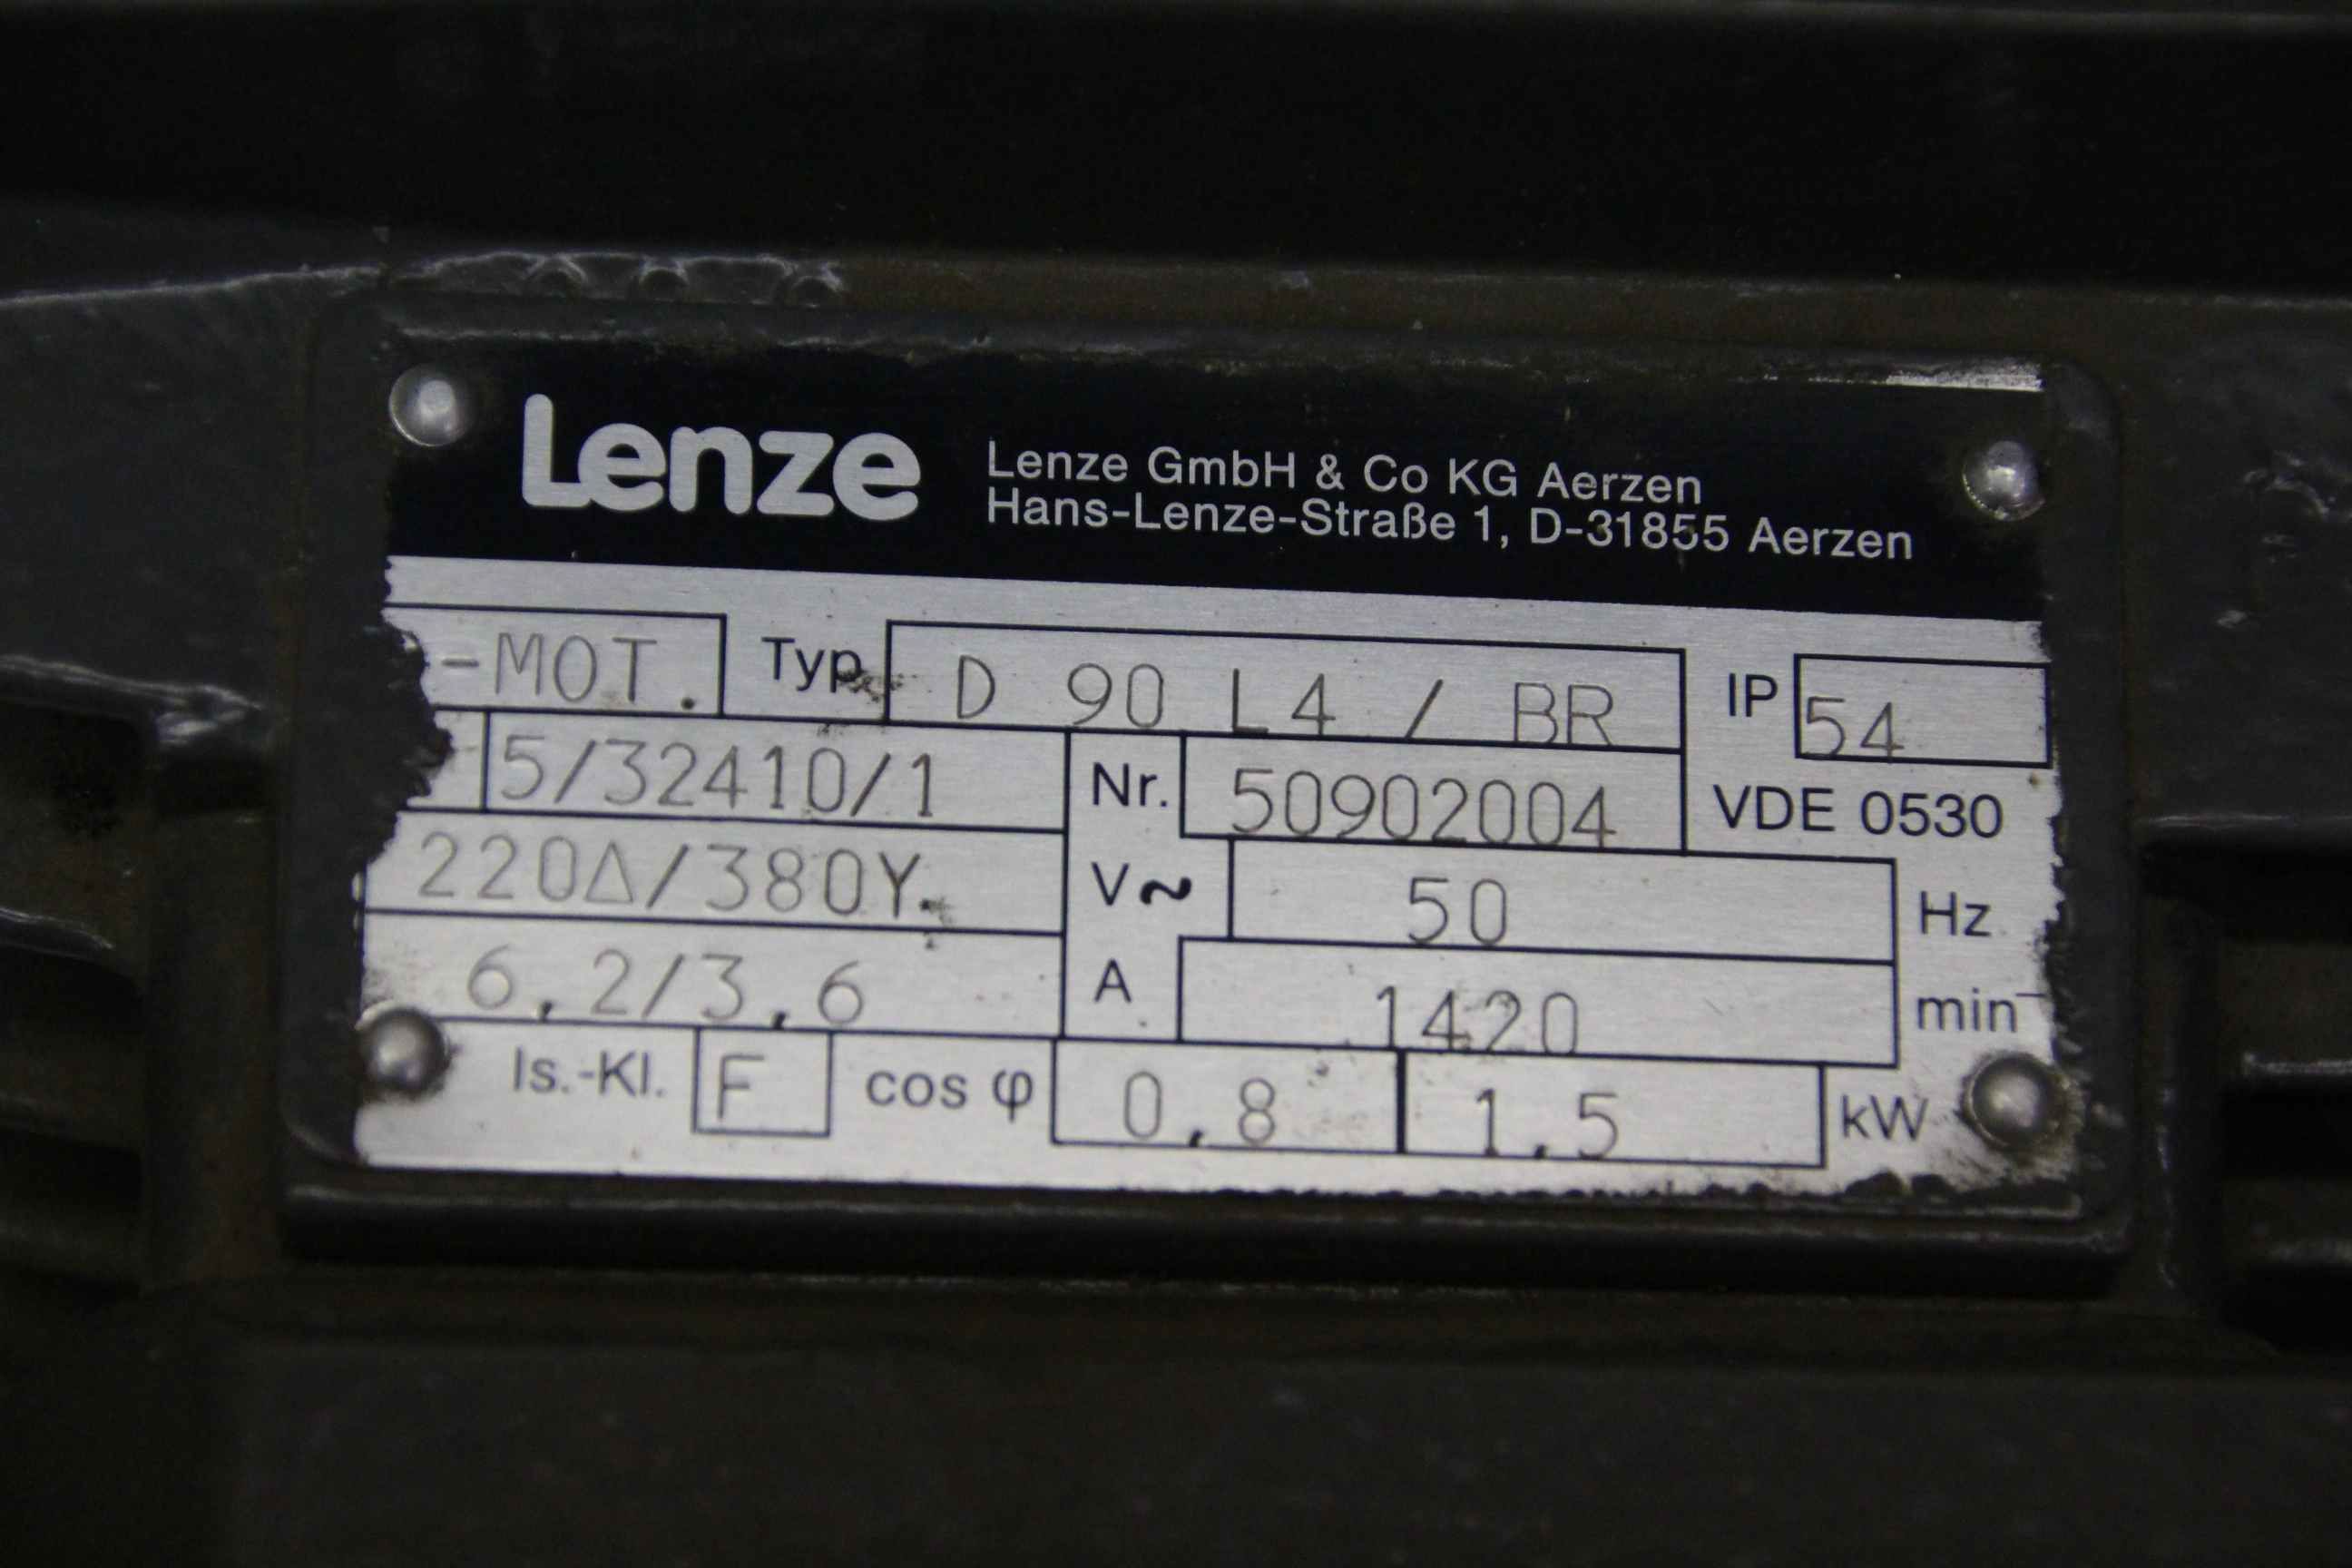 Lenze
Lenze GmbH & Co KG Aerzen
Hans-Lenze-Straße 1, D-31855 Aerzen
-MOT. Typ D 90 L4 / BR IP 54
5/32410/1 Nr. 50902004 VDE 0530
220Δ/380Y V~ 50 Hz
6,2/3,6 A 1420 min⁻
Is.-Kl. F cos φ 0,8 1,5 kW